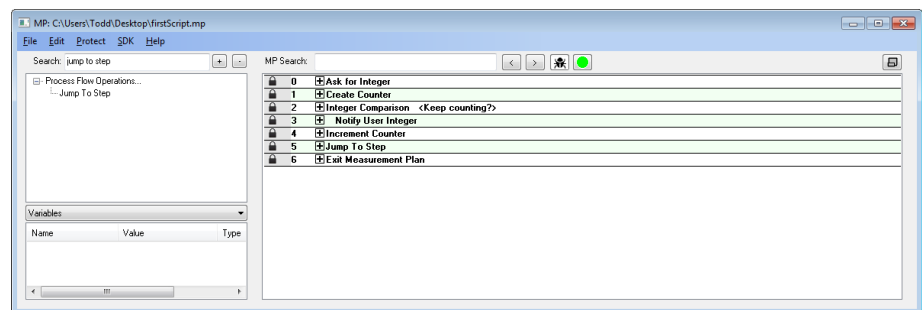 MP: C:\Users\Todd\Desktop\firstScript.mp
File Edit Protect SDK Help
Search: jump to step + - MP Search: < >
Process Flow Operations...
Jump To Step
0 Ask for Integer
1 Create Counter
2 Integer Comparison <Keep counting?>
3 Notify User Integer
4 Increment Counter
5 Jump To Step
6 Exit Measurement Plan
Variables
Name Value Type